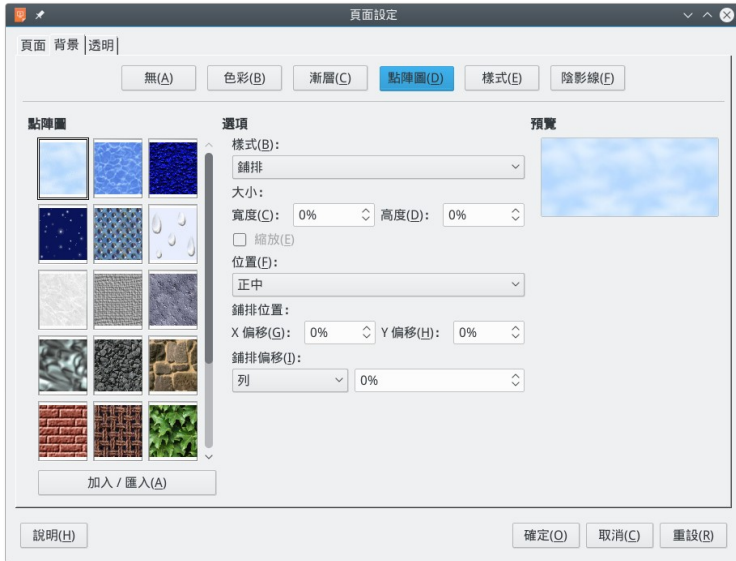 頁面設定
頁面 背景 透明
無(A) 色彩(B) 漸層(C) 點陣圖(D) 樣式(E) 陰影線(F)
點陣圖 選項 預覽
樣式(B):
鋪排
大小:
寬度(C): 0% 高度(D): 0%
縮放(E)
位置(F):
正中
鋪排位置:
X 偏移(G): 0% Y 偏移(H): 0%
鋪排偏移(I):
列 0%
加入 / 匯入(A)
說明(H) 確定(O) 取消(C) 重設(R)